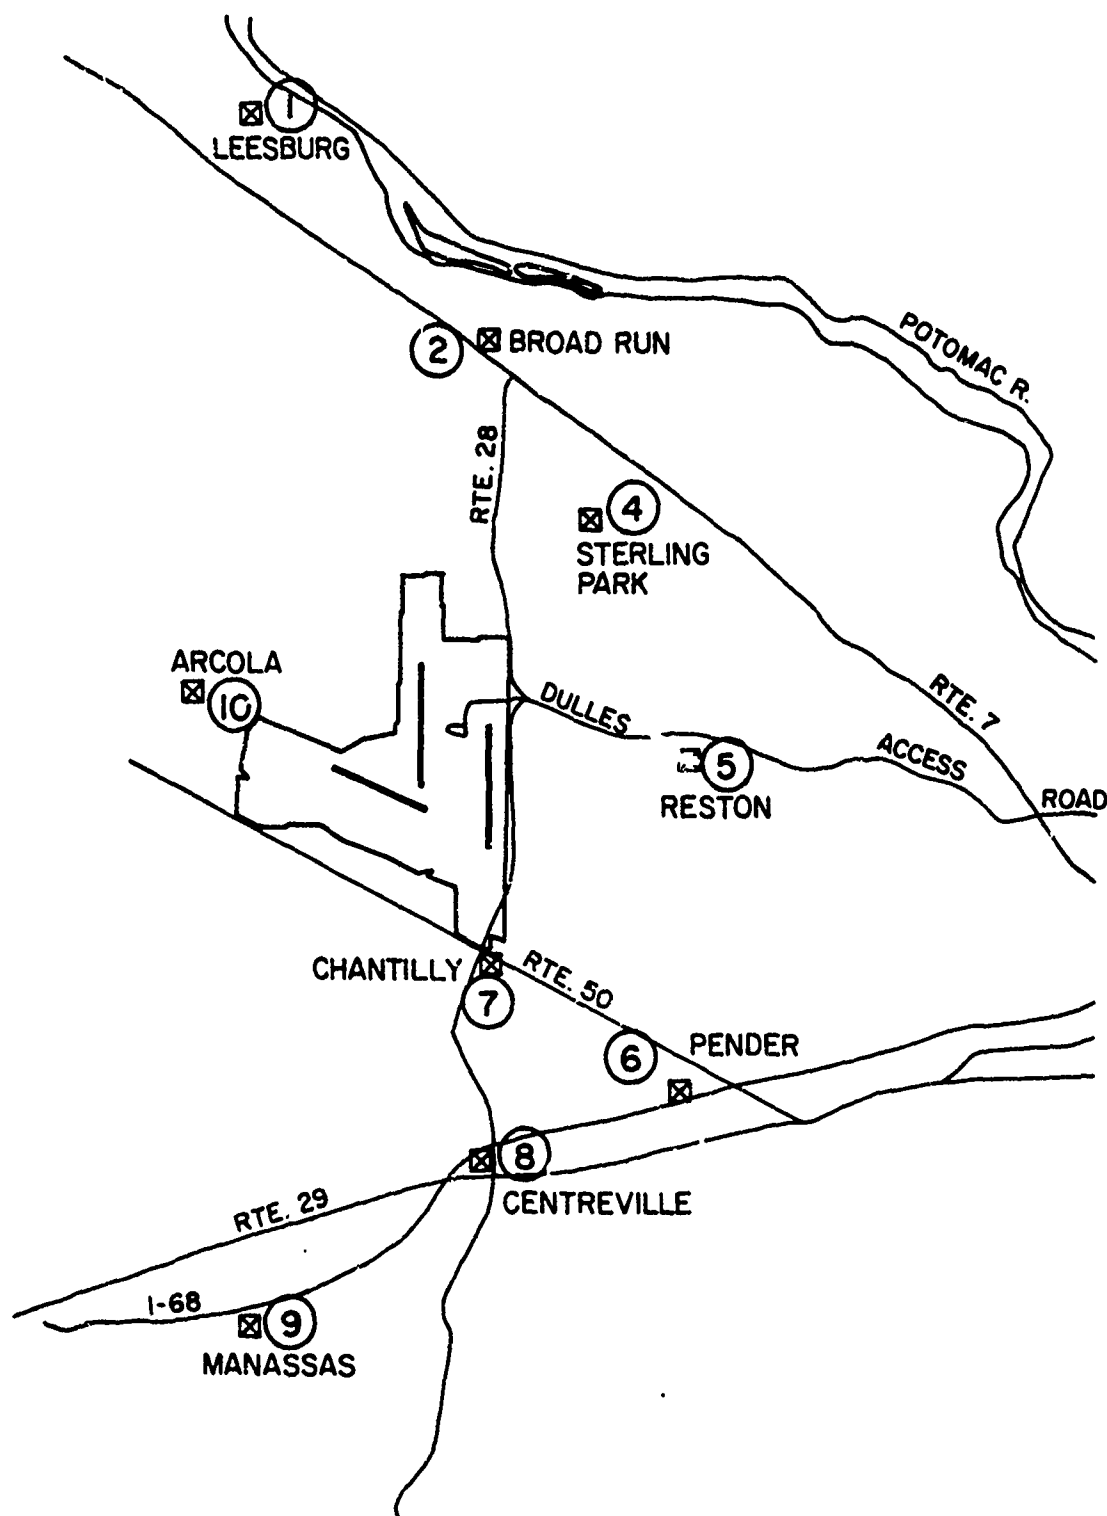 1
LEESBURG
POTOMAC R.
2
BROAD RUN
RTE. 28
4
STERLING
PARK
ARCOLA
10
DULLES
RTE. 7
ACCESS
5
ROAD
RESTON
CHANTILLY
RTE. 50
7
6
PENDER
8
CENTREVILLE
RTE. 29
I-68
9
MANASSAS